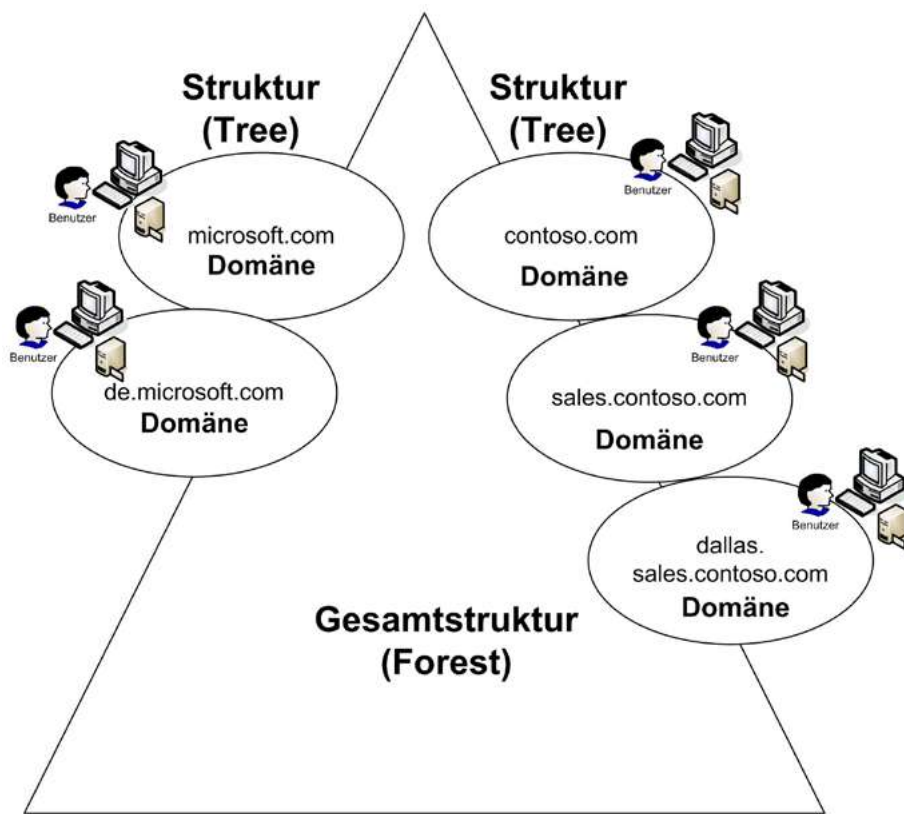 Struktur
(Tree)
Struktur
(Tree)
Benutzer
microsoft.com
Domäne
Benutzer
contoso.com
Domäne
Benutzer
de.microsoft.com
Domäne
Benutzer
sales.contoso.com
Domäne
Benutzer
dallas.
sales.contoso.com
Domäne
Gesamtstruktur
(Forest)